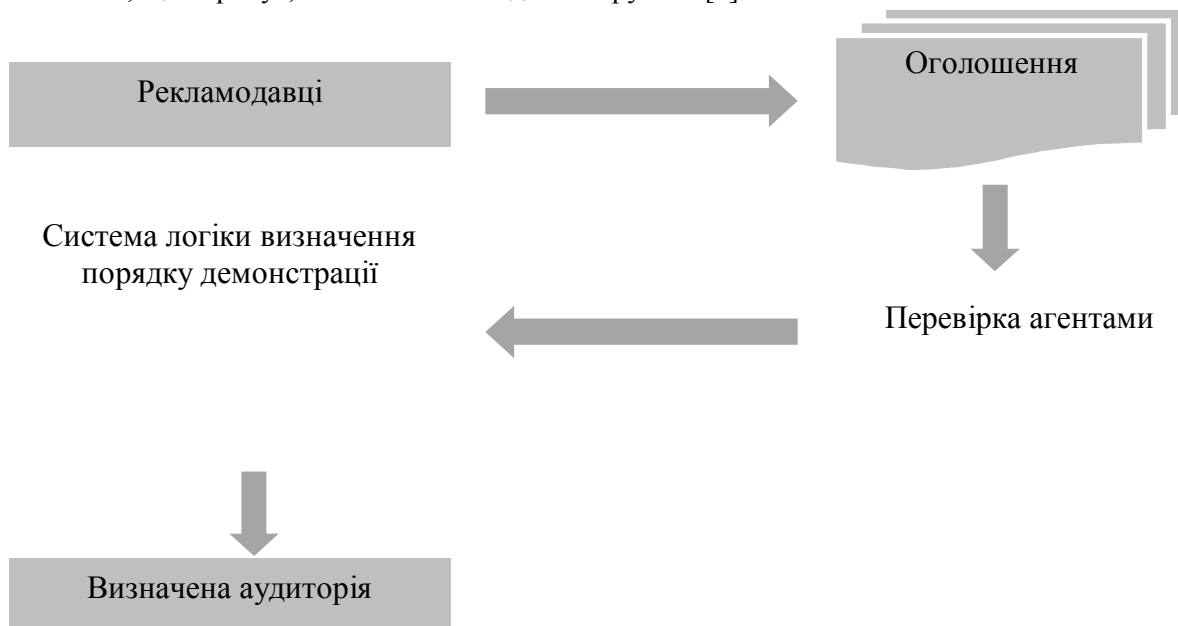 Рекламодавці
Оголошення
Система логіки визначення
порядку демонстрації
Перевірка агентами
Визначена аудиторія